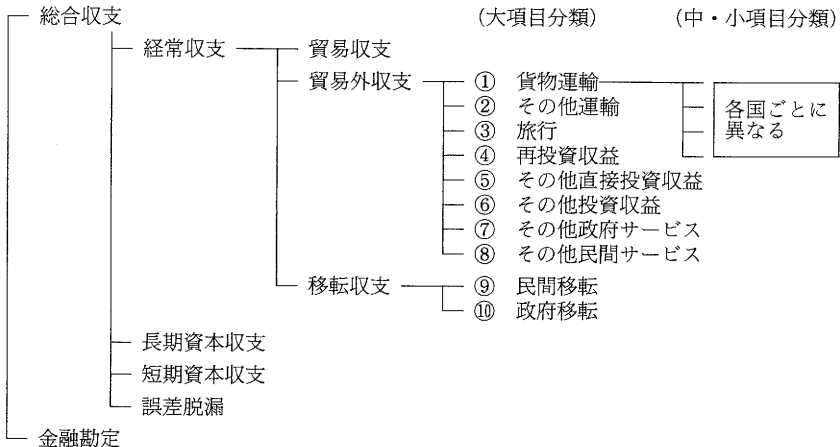 総合収支 (大項目分類) (中・小項目分類)
経常収支 貿易収支
貿易外収支 ① 貨物運輸
② その他運輸
③ 旅行
④ 再投資収益
⑤ その他直接投資収益
⑥ その他投資収益
⑦ その他政府サービス
⑧ その他民間サービス
各国ごとに
異なる
移転収支 ⑨ 民間移転
⑩ 政府移転
長期資本収支
短期資本収支
誤差脱漏
金融勘定